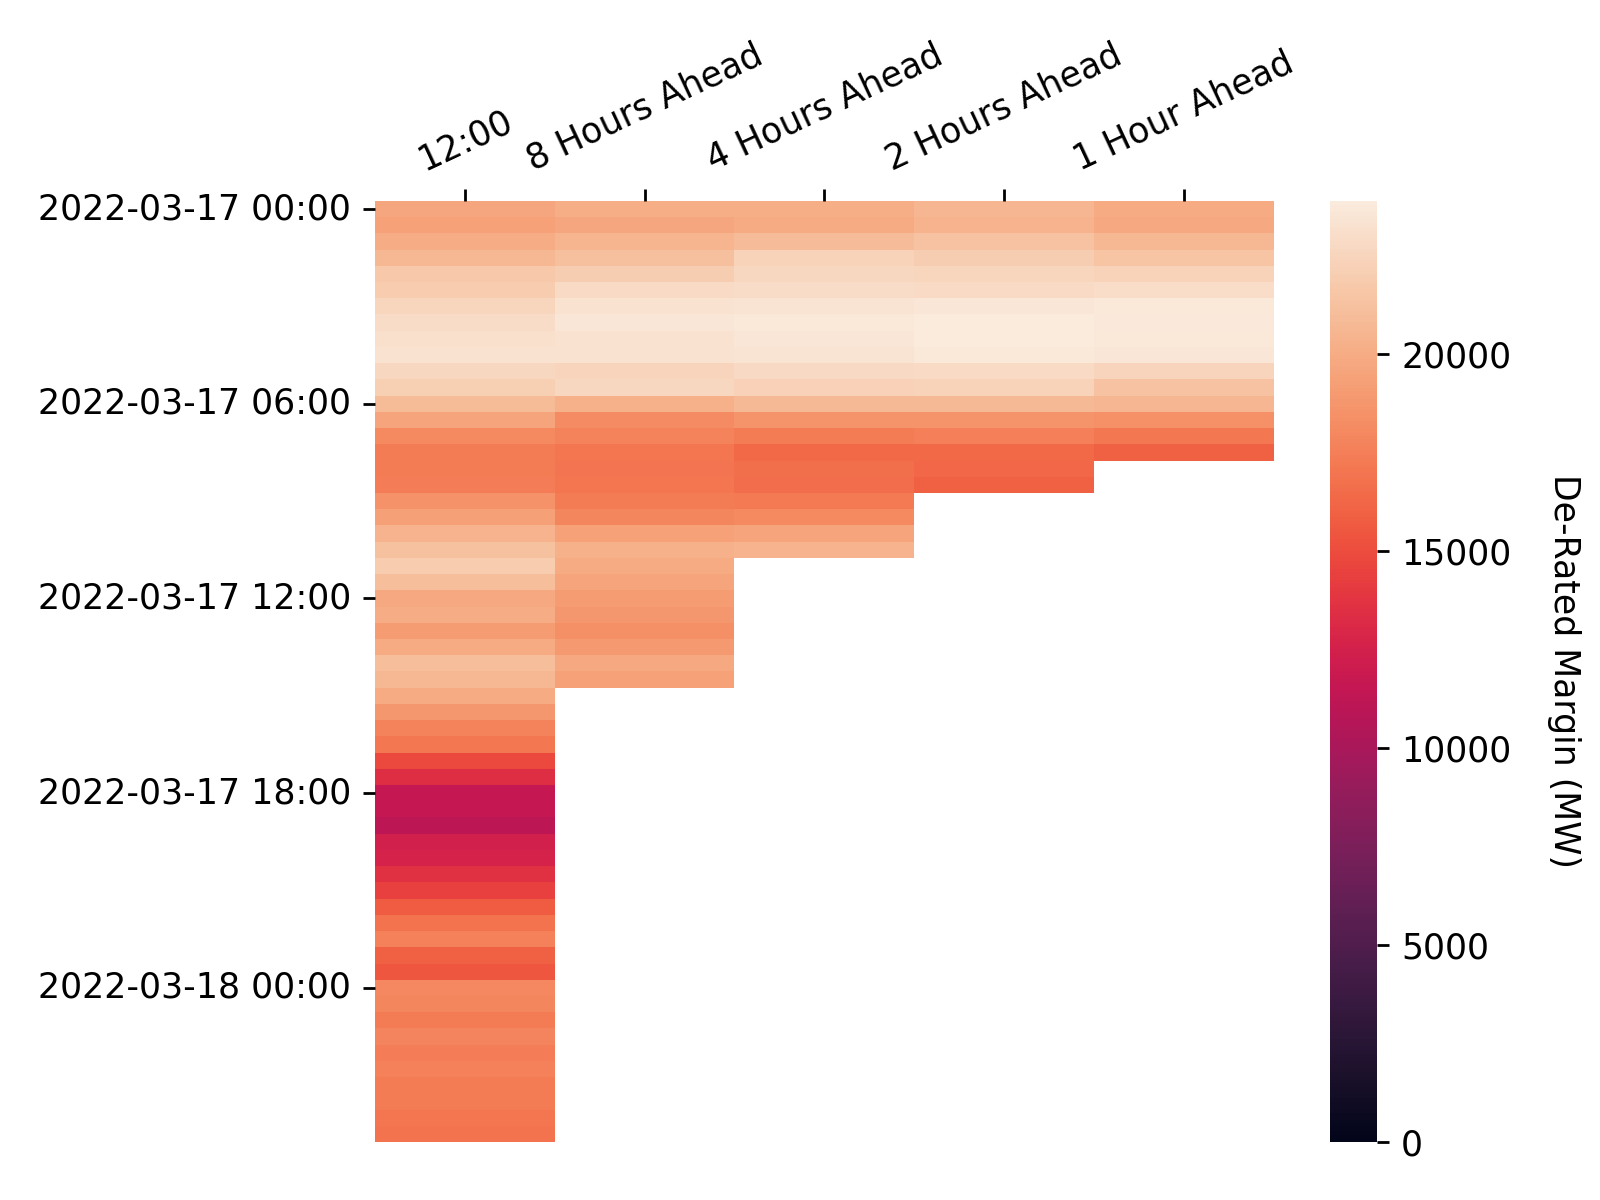 12:00
8 Hours Ahead
4 Hours Ahead
2 Hours Ahead
1 Hour Ahead
2022-03-17 00:00
2022-03-17 06:00
2022-03-17 12:00
2022-03-17 18:00
2022-03-18 00:00
20000
15000
10000
5000
0
De-Rated Margin (MW)